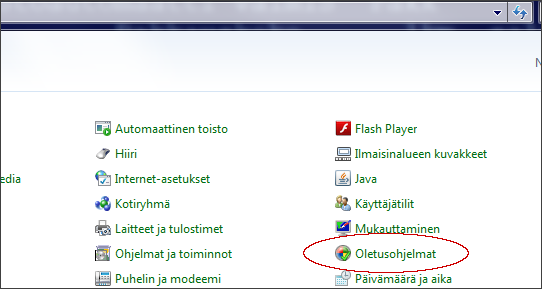 N
Automaattinen toisto
Flash Player
Hiiri
Ilmaisinalueen kuvakkeet
edia
Internet-asetukset
Java
Kotiryhmä
Käyttäjätilit
Laitteet ja tulostimet
Mukauttaminen
Ohjelmat ja toiminnot
Oletusohjelmat
Puhelin ja modeemi
Päivämäärä ja aika